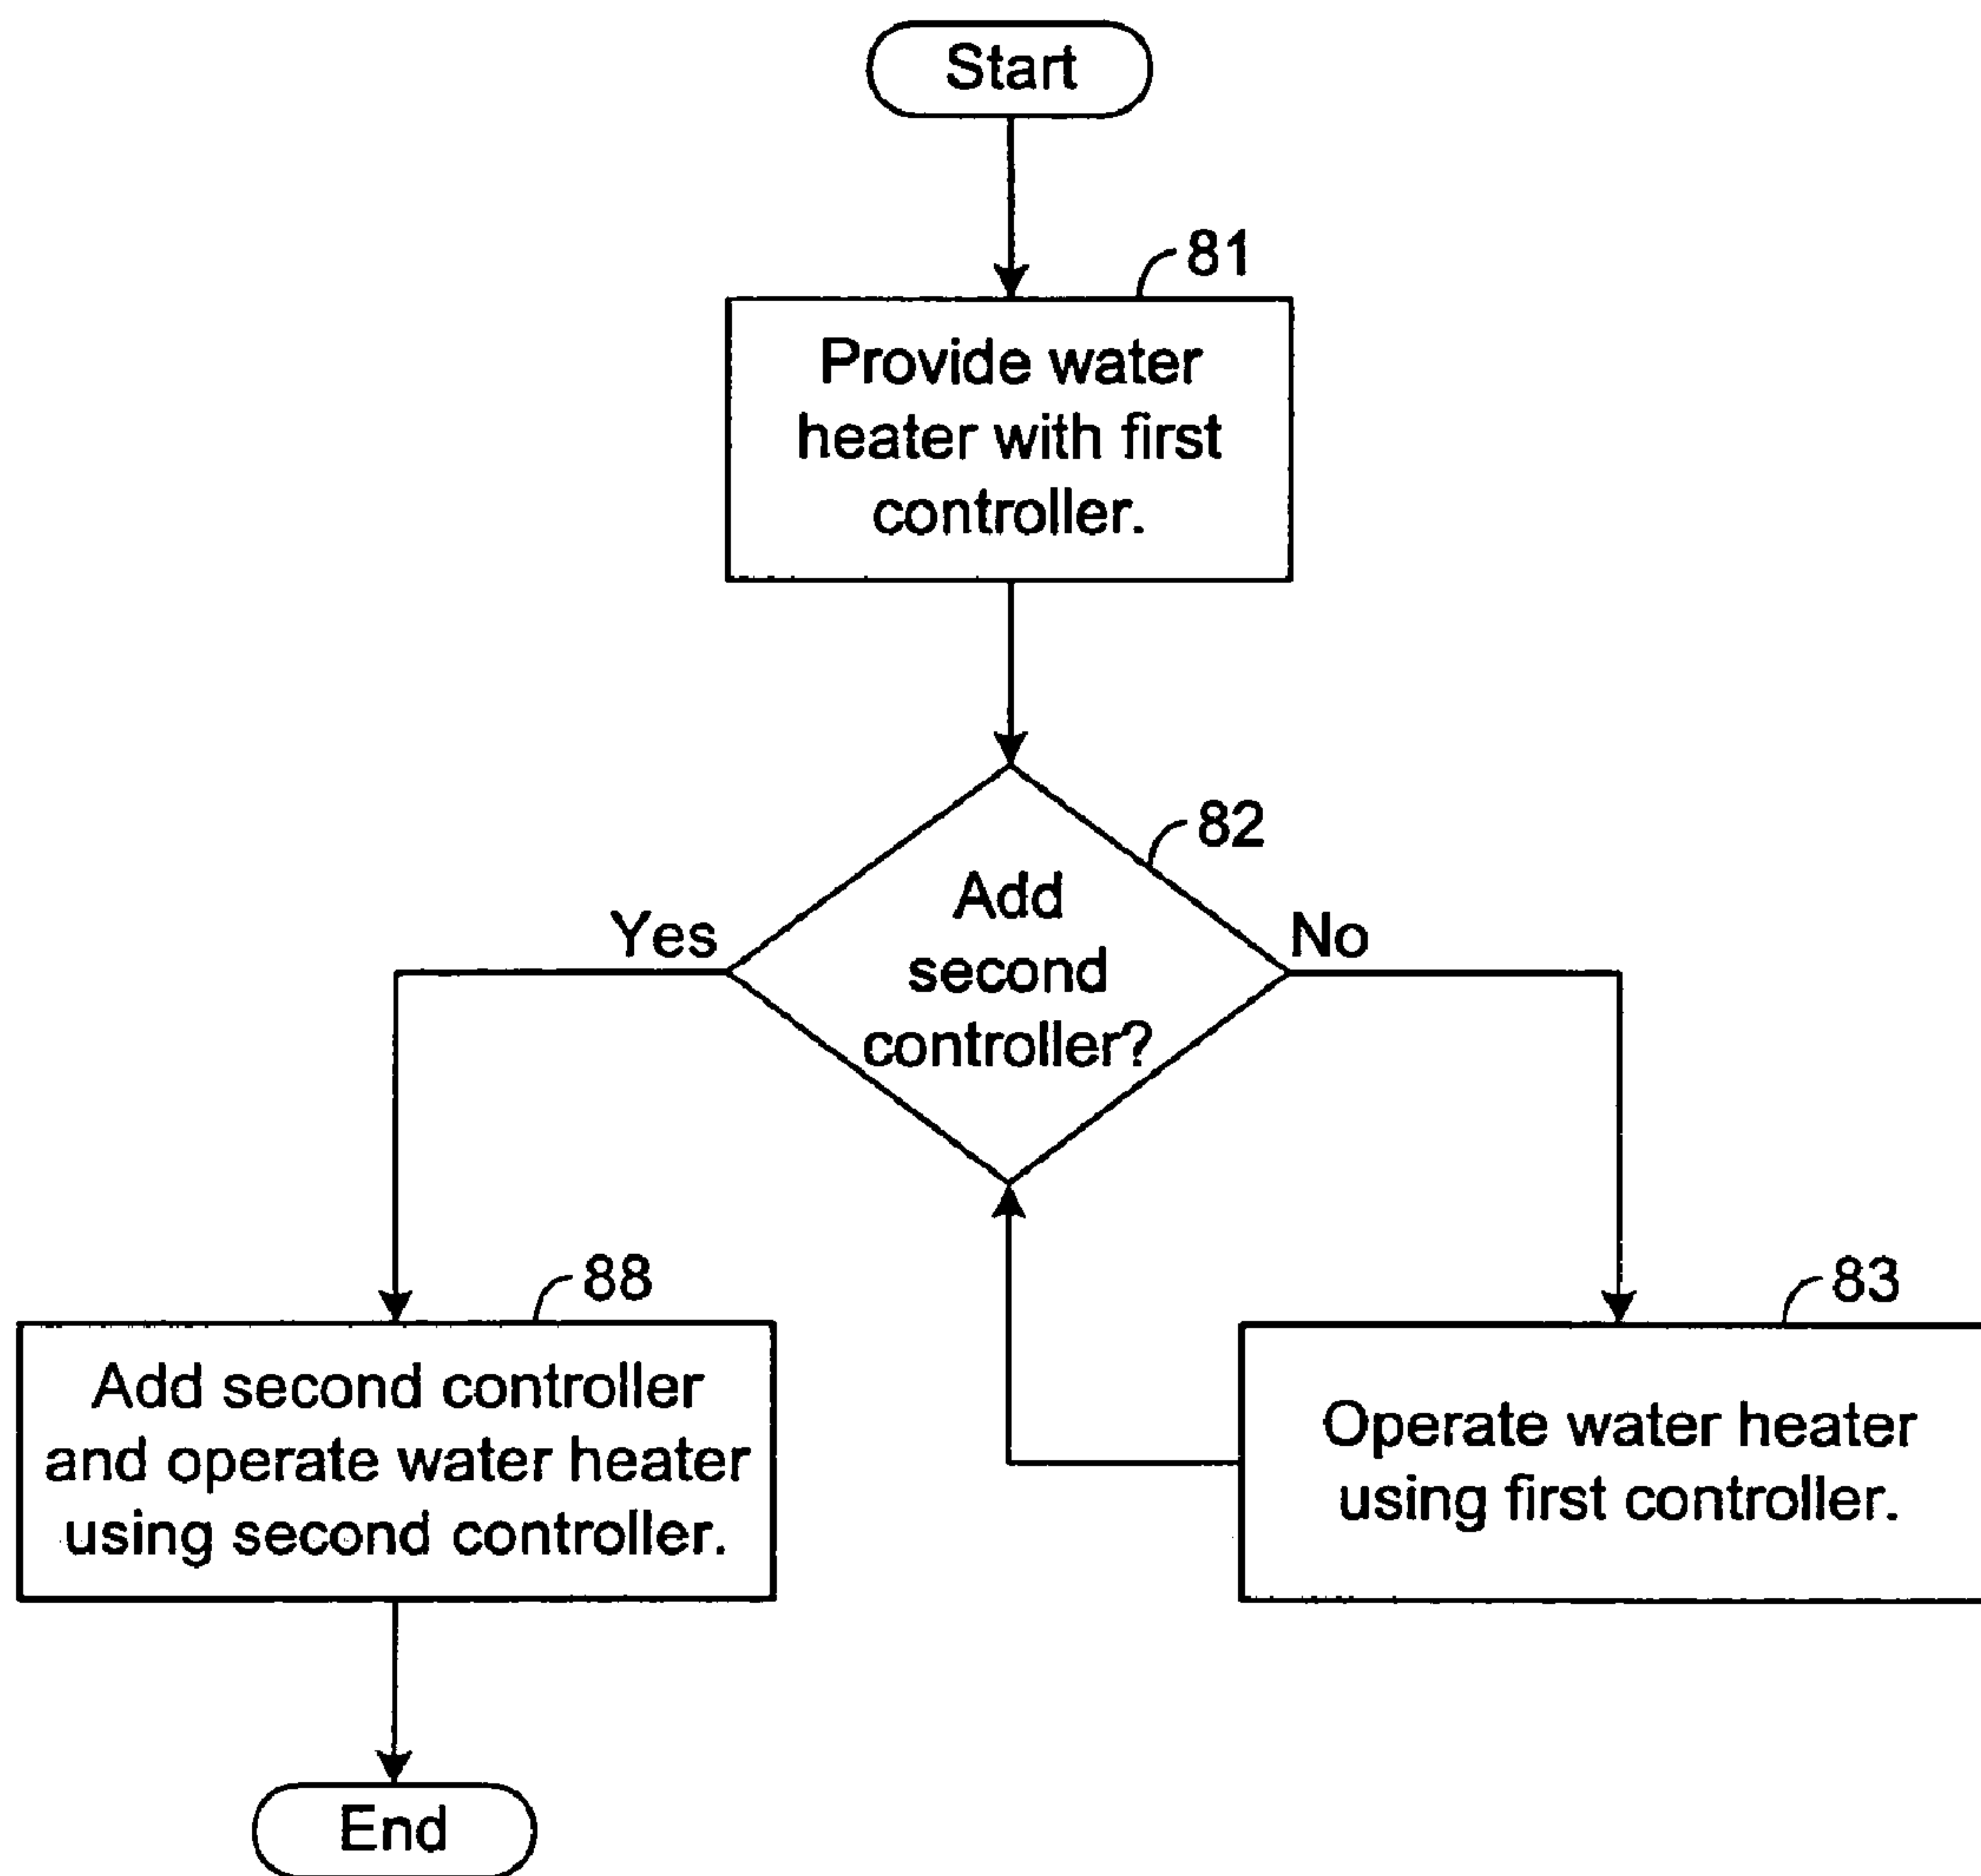 Start
81
Provide water
heater with first
controller.
82
Add
second
controller?
Yes
No
88
Add second controller
and operate water heater
using second controller.
83
Operate water heater
using first controller.
End